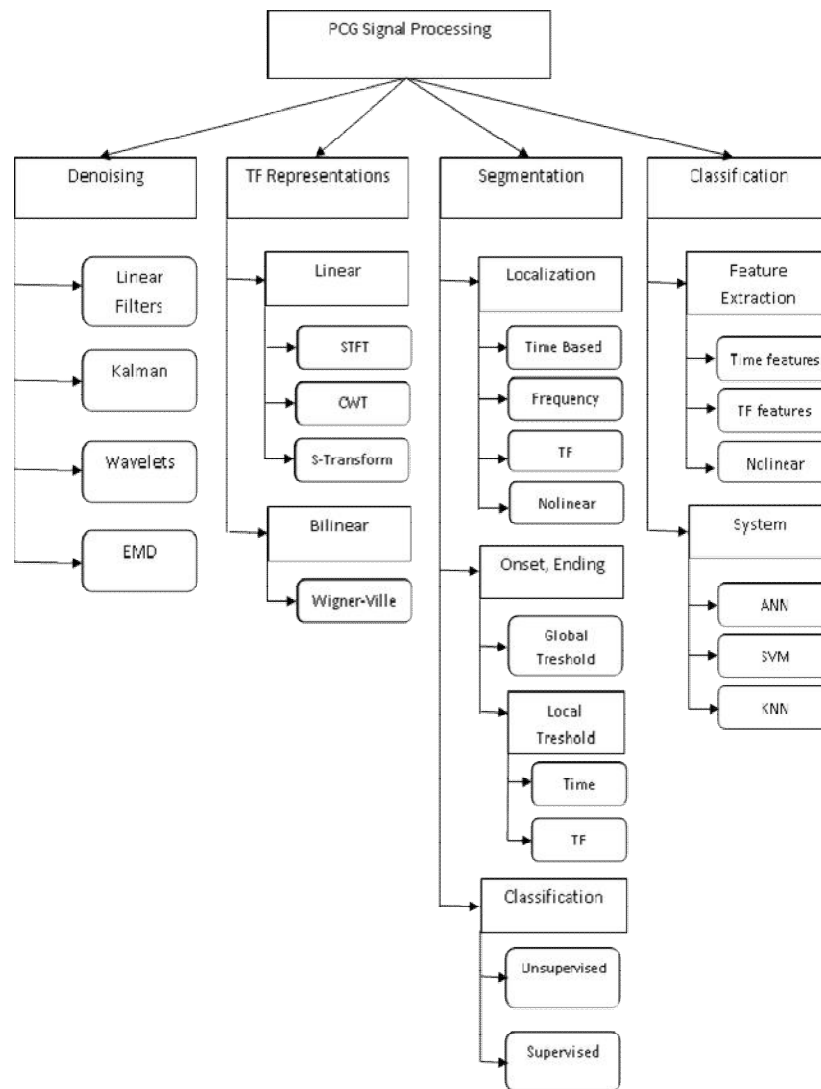 PCG Signal Processing
Denoising
Linear
Filters
Kalman
Wavelets
EMD
TF Representations
Linear
STFT
CWT
S-Transform
Bilinear
Wigner-Ville
Segmentation
Localization
Time Based
Frequency
TF
Nolinear
Onset, Ending
Global
Treshold
Local
Treshold
Time
TF
Classification
Unsupervised
Supervised
Classification
Feature
Extraction
Time features
TF features
Nolinear
System
ANN
SVM
KNN